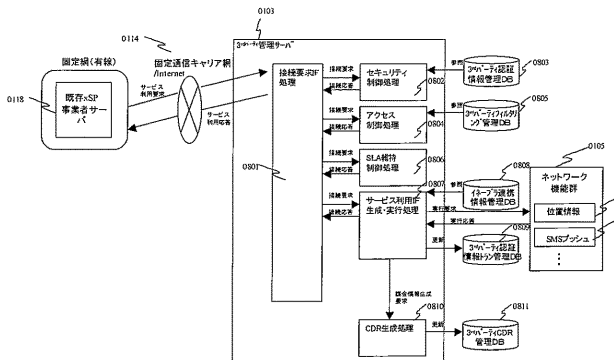 0103
3rdパーティ管理サーバ
0114
固定通信キャリア網
/Internet
固定網(有線)
0118
既存xSP
事業者サー
バ
サービス
利用要求
サービス
利用応答
接続要求IF
処理
0801
接続要求
接続応答
セキュリティ
制御処理
0802
参照
3rdパーティ認証
情報管理DB
0803
接続要求
接続応答
アクセス
制御処理
0804
参照
3rdパーティフィルタリ
ング管理DB
0805
接続要求
接続応答
SLA維持
制御処理
0806
0807
接続要求
接続応答
サービス利用IF
生成・実行処理
参照
0808
イネーブラ連携
情報管理DB
実行要求
実行応答
0809
更新
3rdパーティ認証
情報トラン管理DB
0105
ネットワーク
機能群
位置情報
SMSプッシュ
課金情報生成
要求
0810
CDR生成処理
更新
0811
3rdパーティCDR
管理DB